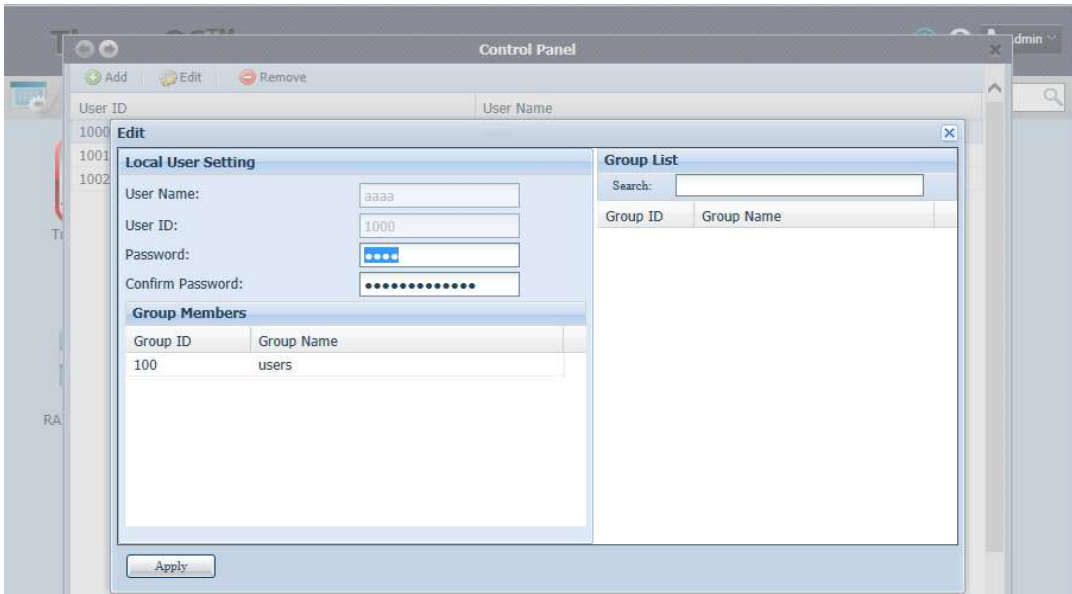 Control Panel
dmin
Add Edit Remove
User ID User Name
1000
Edit
1001
1002
Local User Setting
User Name: aaaa
User ID: 1000
Password: ••••
Confirm Password: •••••••••••••
Group Members
Group ID Group Name
100 users
Group List
Search:
Group ID Group Name
RA
Apply